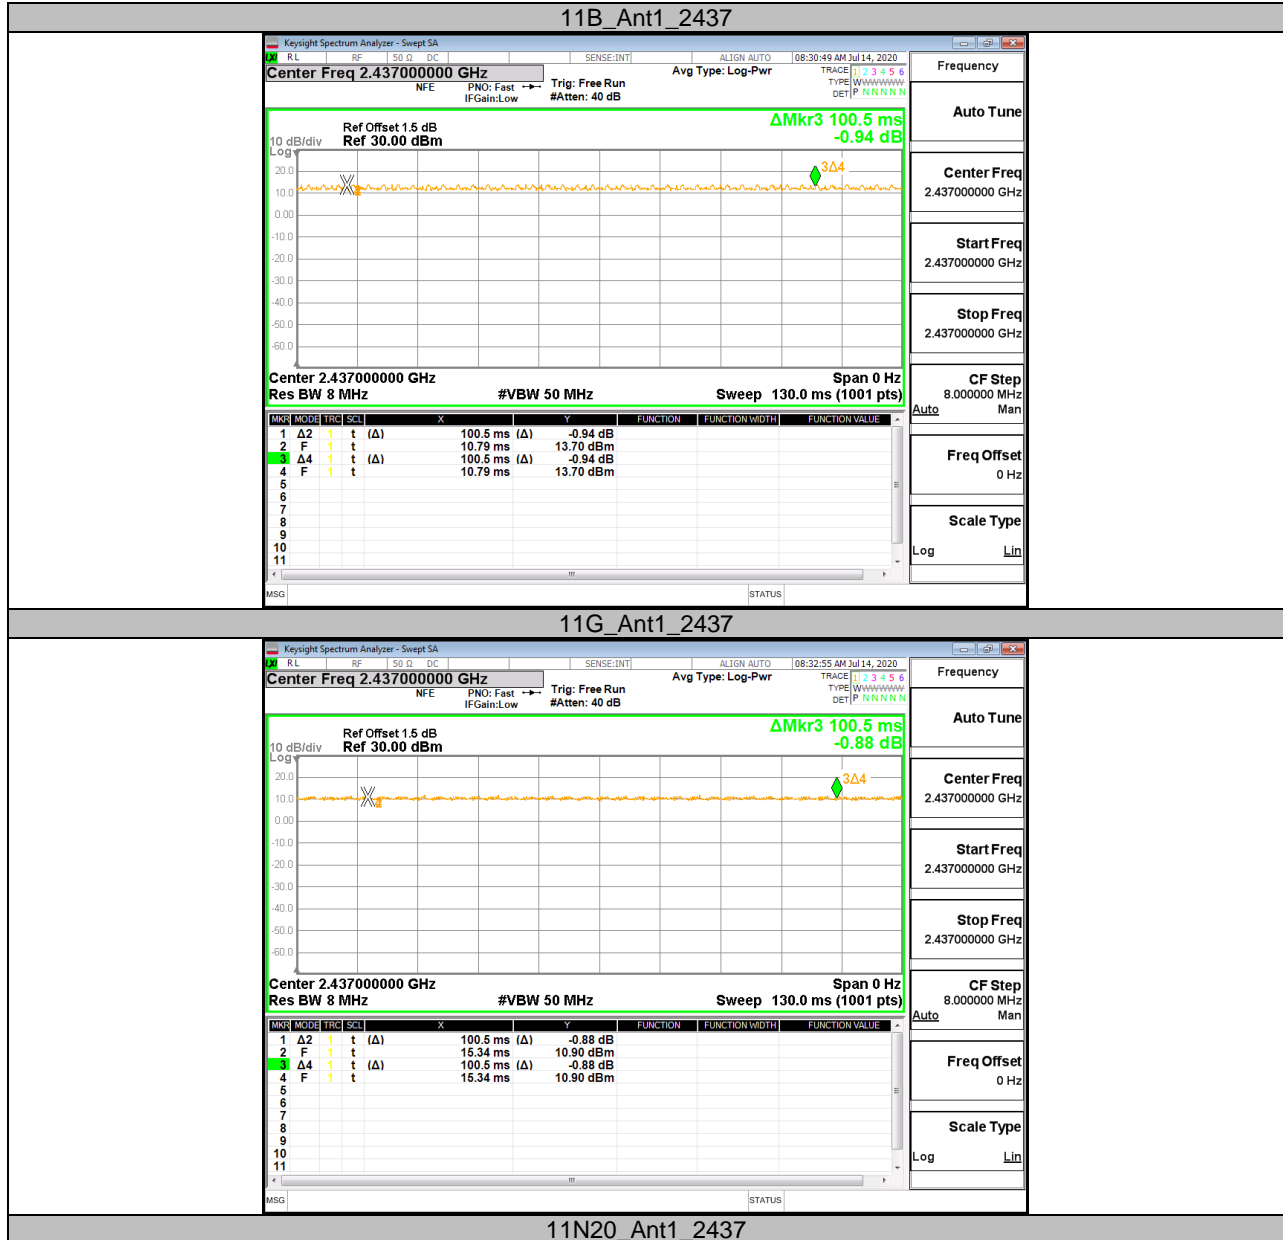 11B_Ant1_2437
Keysight Spectrum Analyzer - Swept SA
LXI RL RF 50 Ω DC SENSE:INT ALIGN AUTO 08:30:49 AM Jul 14, 2020
Center Freq 2.437000000 GHz
NFE PNO: Fast IFGain:Low
Trig: Free Run
#Atten: 40 dB
Avg Type: Log-Pwr
TRACE 1 2 3 4 5 6
TYPE WWWWWW
DET P N N N N N
Ref Offset 1.5 dB
10 dB/div Ref 30.00 dBm
Log
ΔMkr3 100.5 ms
-0.94 dB
20.0
10.0
0.00
-10.0
-20.0
-30.0
-40.0
-50.0
-60.0
3Δ4
Center 2.437000000 GHz Span 0 Hz
Res BW 8 MHz #VBW 50 MHz Sweep 130.0 ms (1001 pts)
MKR MODE TRC SCL X Y FUNCTION FUNCTION WIDTH FUNCTION VALUE
1 Δ2 1 t (Δ) 100.5 ms (Δ) -0.94 dB
2 F 1 t 10.79 ms 13.70 dBm
3 Δ4 1 t (Δ) 100.5 ms (Δ) -0.94 dB
4 F 1 t 10.79 ms 13.70 dBm
5
6
7
8
9
10
11
MSG STATUS
Frequency
Auto Tune
Center Freq
2.437000000 GHz
Start Freq
2.437000000 GHz
Stop Freq
2.437000000 GHz
CF Step
8.000000 MHz
Auto Man
Freq Offset
0 Hz
Scale Type
Log Lin
11G_Ant1_2437
Keysight Spectrum Analyzer - Swept SA
LXI RL RF 50 Ω DC SENSE:INT ALIGN AUTO 08:32:55 AM Jul 14, 2020
Center Freq 2.437000000 GHz
NFE PNO: Fast IFGain:Low
Trig: Free Run
#Atten: 40 dB
Avg Type: Log-Pwr
TRACE 1 2 3 4 5 6
TYPE WWWWWW
DET P N N N N N
Ref Offset 1.5 dB
10 dB/div Ref 30.00 dBm
Log
ΔMkr3 100.5 ms
-0.88 dB
20.0
10.0
0.00
-10.0
-20.0
-30.0
-40.0
-50.0
-60.0
3Δ4
Center 2.437000000 GHz Span 0 Hz
Res BW 8 MHz #VBW 50 MHz Sweep 130.0 ms (1001 pts)
MKR MODE TRC SCL X Y FUNCTION FUNCTION WIDTH FUNCTION VALUE
1 Δ2 1 t (Δ) 100.5 ms (Δ) -0.88 dB
2 F 1 t 15.34 ms 10.90 dBm
3 Δ4 1 t (Δ) 100.5 ms (Δ) -0.88 dB
4 F 1 t 15.34 ms 10.90 dBm
5
6
7
8
9
10
11
MSG STATUS
Frequency
Auto Tune
Center Freq
2.437000000 GHz
Start Freq
2.437000000 GHz
Stop Freq
2.437000000 GHz
CF Step
8.000000 MHz
Auto Man
Freq Offset
0 Hz
Scale Type
Log Lin
11N20_Ant1_2437